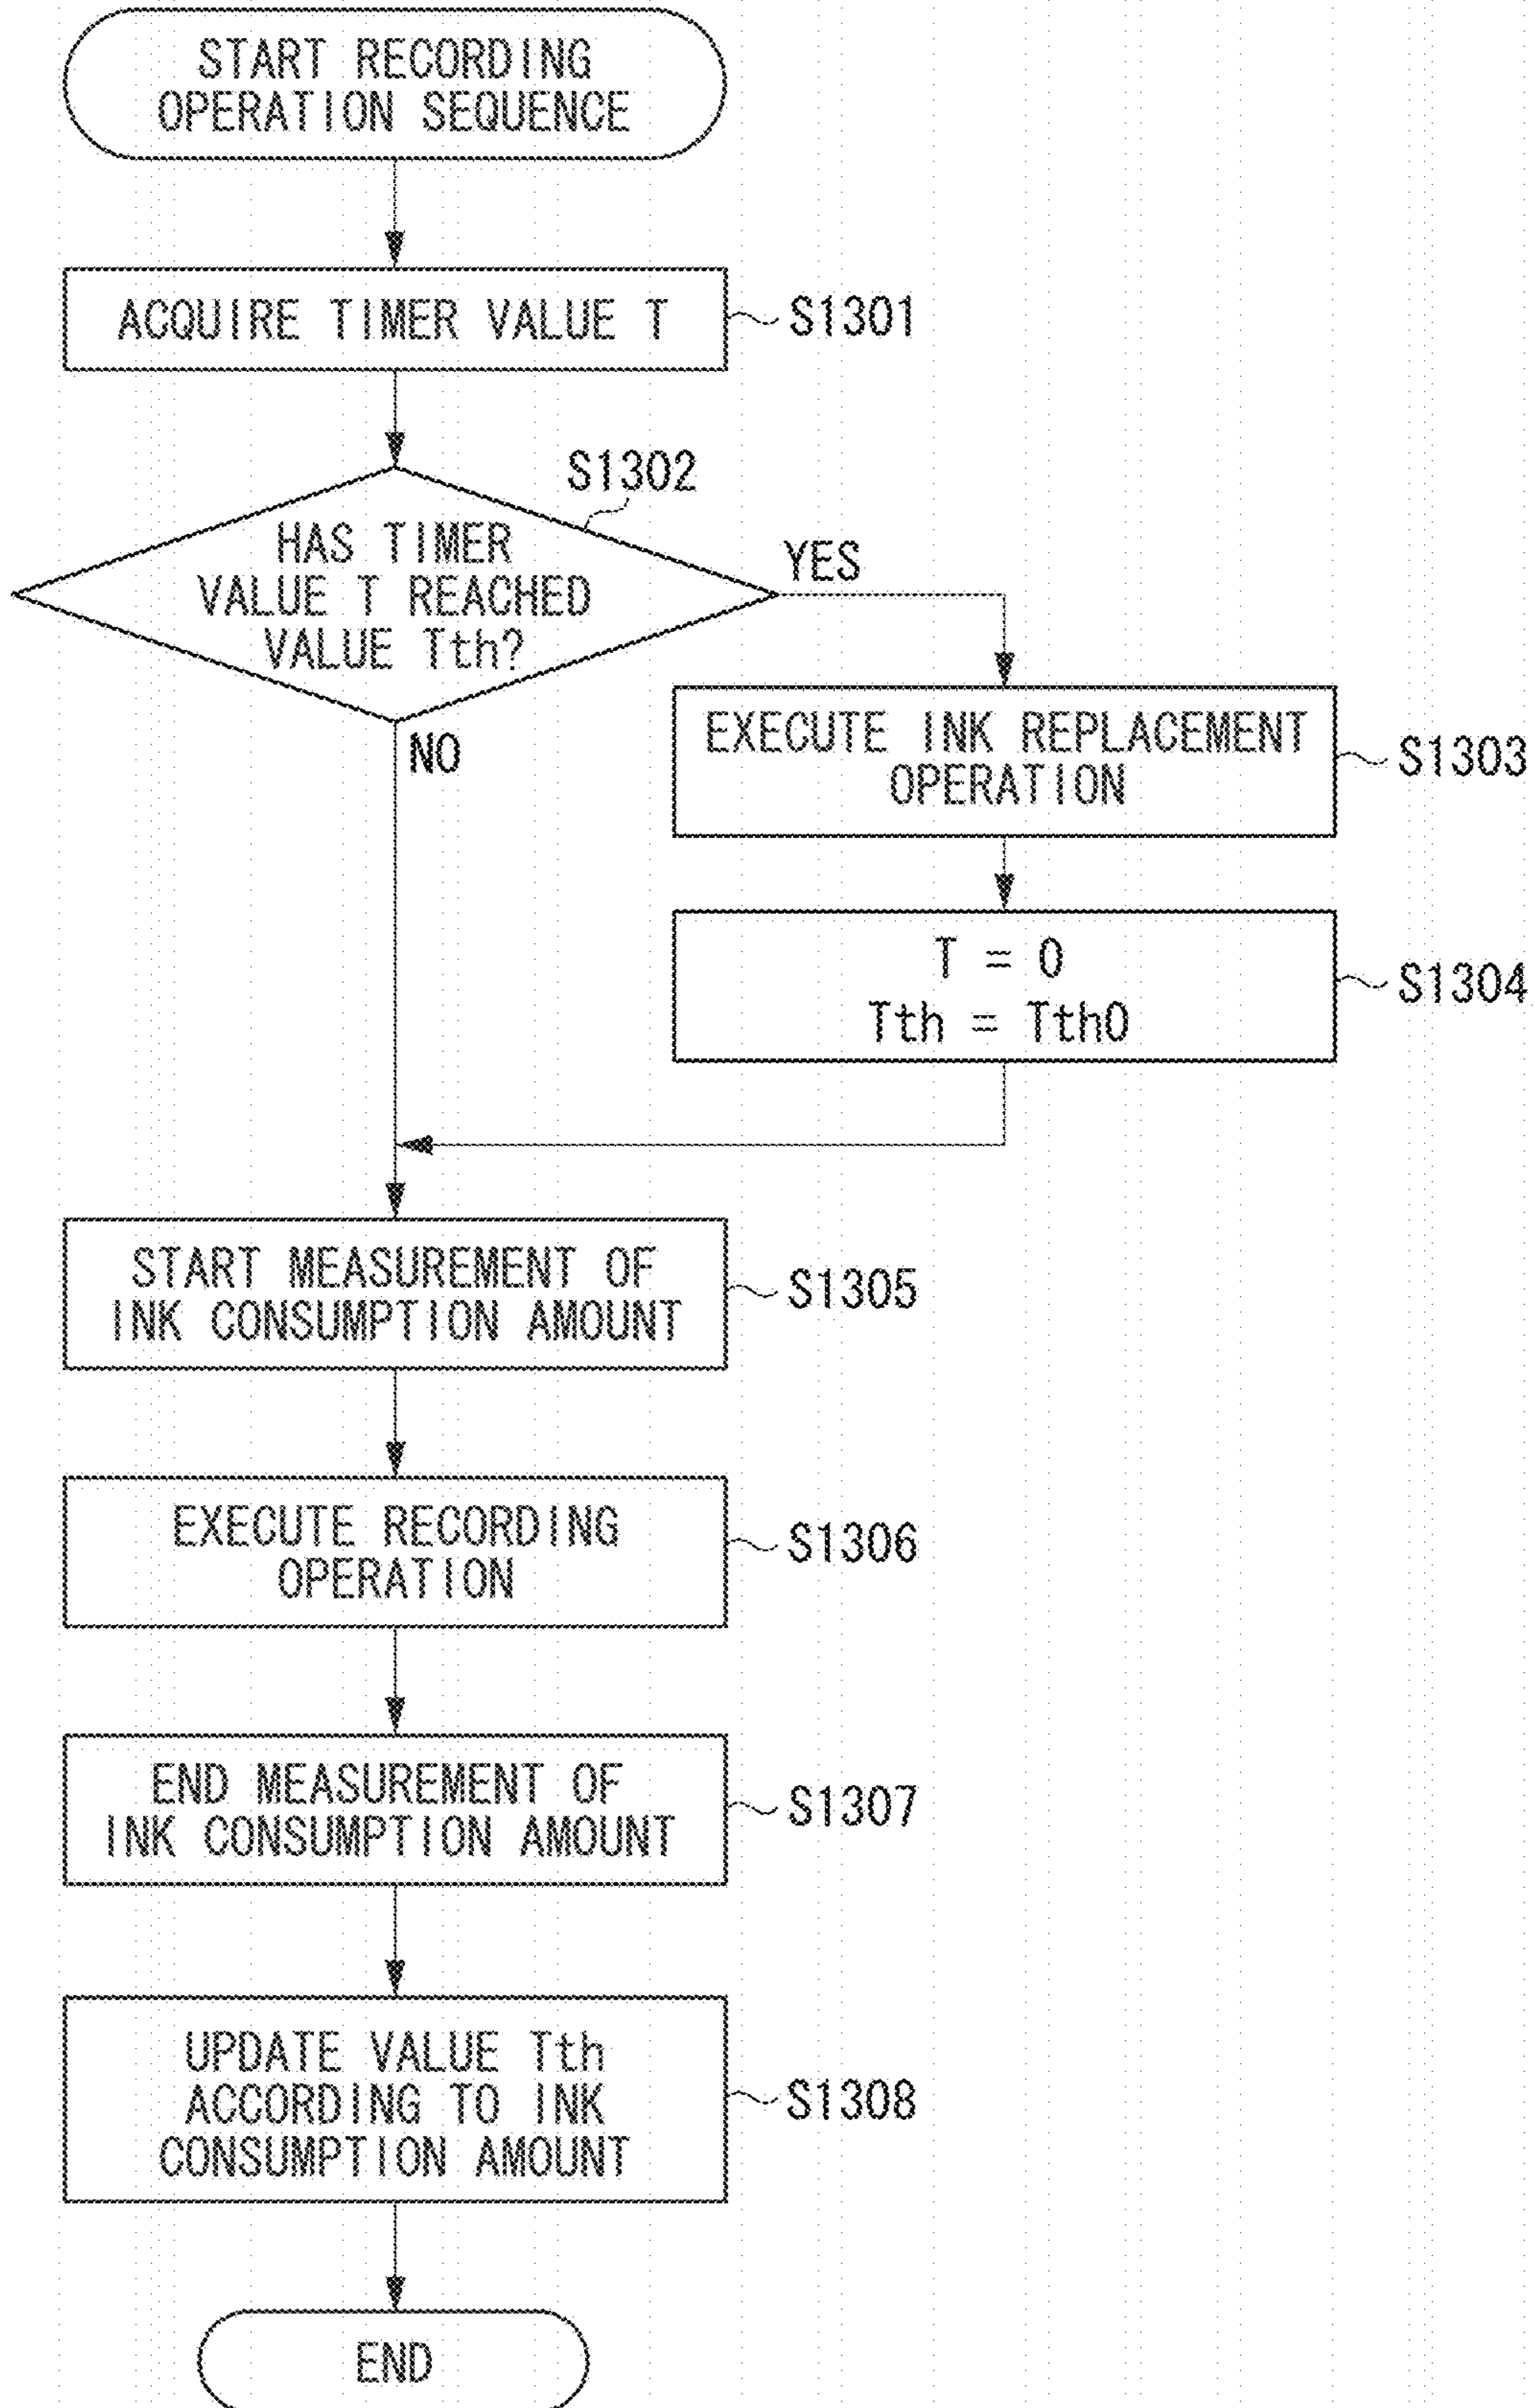 START RECORDING
OPERATION SEQUENCE
ACQUIRE TIMER VALUE T
S1301
S1302
HAS TIMER
VALUE T REACHED
VALUE Tth?
YES
NO
EXECUTE INK REPLACEMENT
OPERATION
S1303
T = 0
Tth = Tth0
S1304
START MEASUREMENT OF
INK CONSUMPTION AMOUNT
S1305
EXECUTE RECORDING
OPERATION
S1306
END MEASUREMENT OF
INK CONSUMPTION AMOUNT
S1307
UPDATE VALUE Tth
ACCORDING TO INK
CONSUMPTION AMOUNT
S1308
END